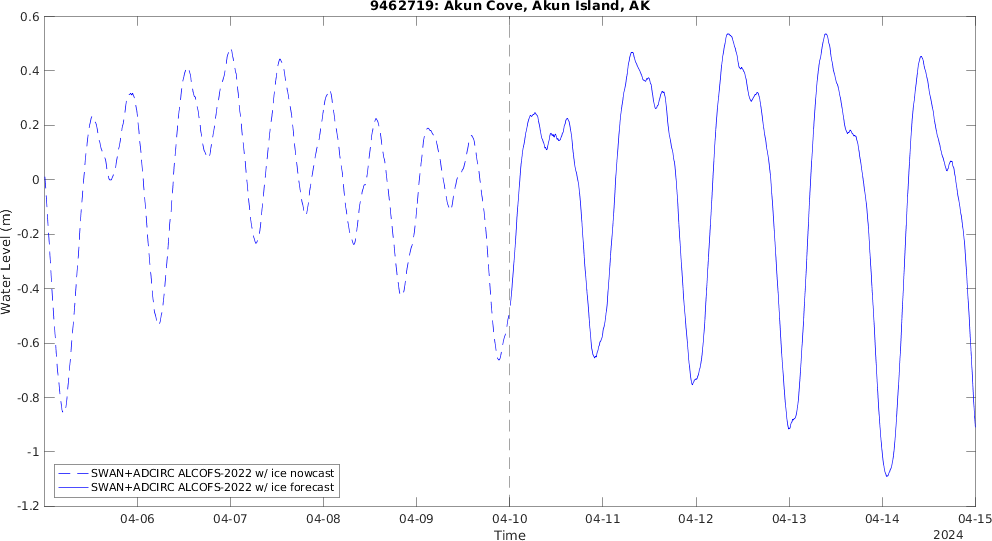 9462719: Akun Cove, Akun Island, AK
0.6
0.4
0.2
0
-0.2
-0.4
-0.6
-0.8
-1
-1.2
Water Level (m)
SWAN+ADCIRC ALCOFS-2022 w/ ice nowcast
SWAN+ADCIRC ALCOFS-2022 w/ ice forecast
04-06 04-07 04-08 04-09 04-10 04-11 04-12 04-13 04-14 04-15
Time
2024